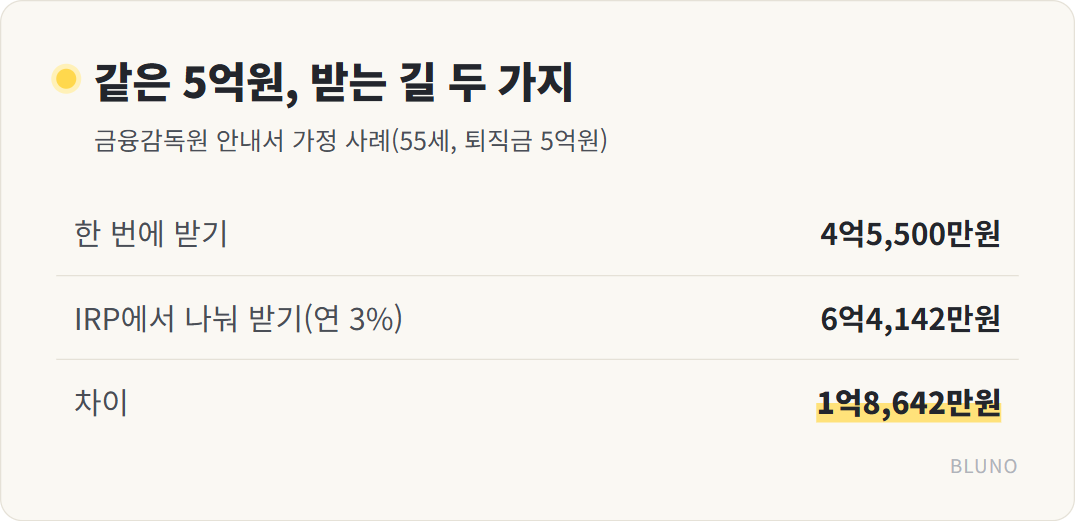 같은 5억원, 받는 길 두 가지
금융감독원 안내서 가정 사례(55세, 퇴직금 5억원)
한 번에 받기 4억5,500만원
IRP에서 나눠 받기(연 3%) 6억4,142만원
차이 1억8,642만원
BLUNO